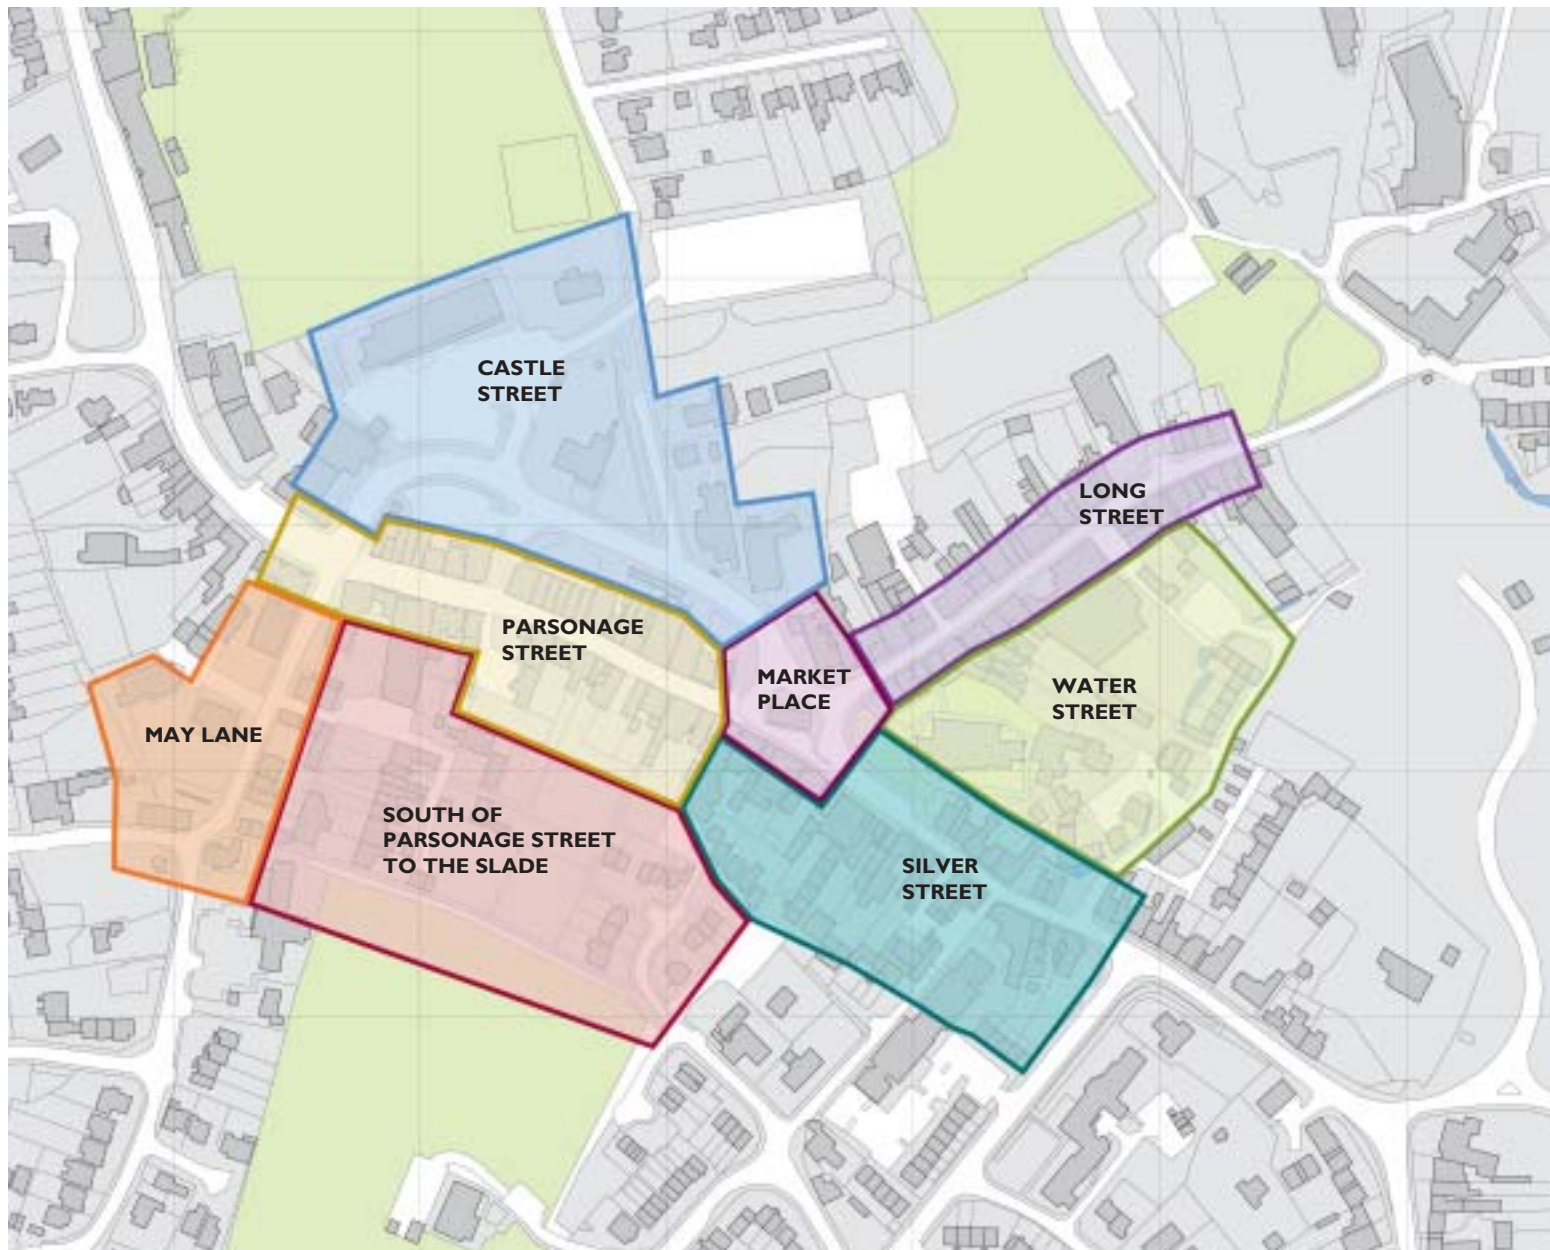 CASTLE
STREET
LONG
STREET
PARSONAGE
STREET
MARKET
PLACE
WATER
STREET
MAY LANE
SOUTH OF
PARSONAGE STREET
TO THE SLADE
SILVER
STREET